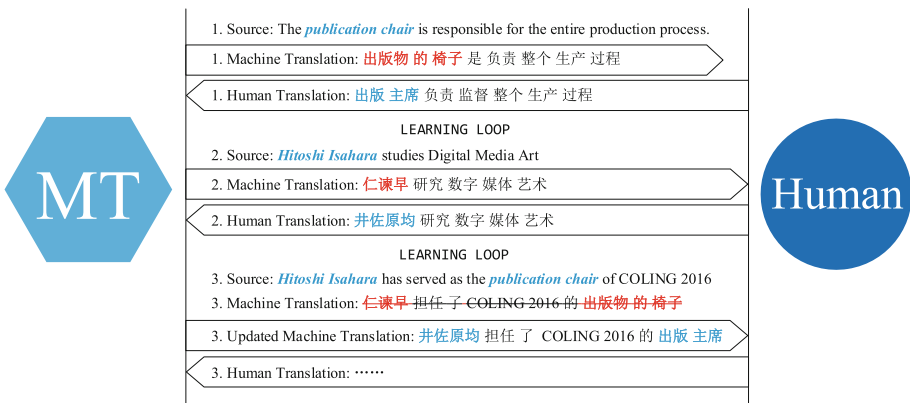 1. Source: The publication chair is responsible for the entire production process.
1. Machine Translation: 出版物 的 椅子 是 负责 整个 生产 过程
1. Human Translation: 出版 主席 负责 监督 整个 生产 过程
LEARNING LOOP
2. Source: Hitoshi Isahara studies Digital Media Art
MT
2. Machine Translation: 仁谏早 研究 数字 媒体 艺术
Human
2. Human Translation: 井佐原均 研究 数字 媒体 艺术
LEARNING LOOP
3. Source: Hitoshi Isahara has served as the publication chair of COLING 2016
3. Machine Translation: 仁谏早 担任 了 COLING 2016 的 出版物 的 椅子
3. Updated Machine Translation: 井佐原均 担任 了 COLING 2016 的 出版 主席
3. Human Translation: ······